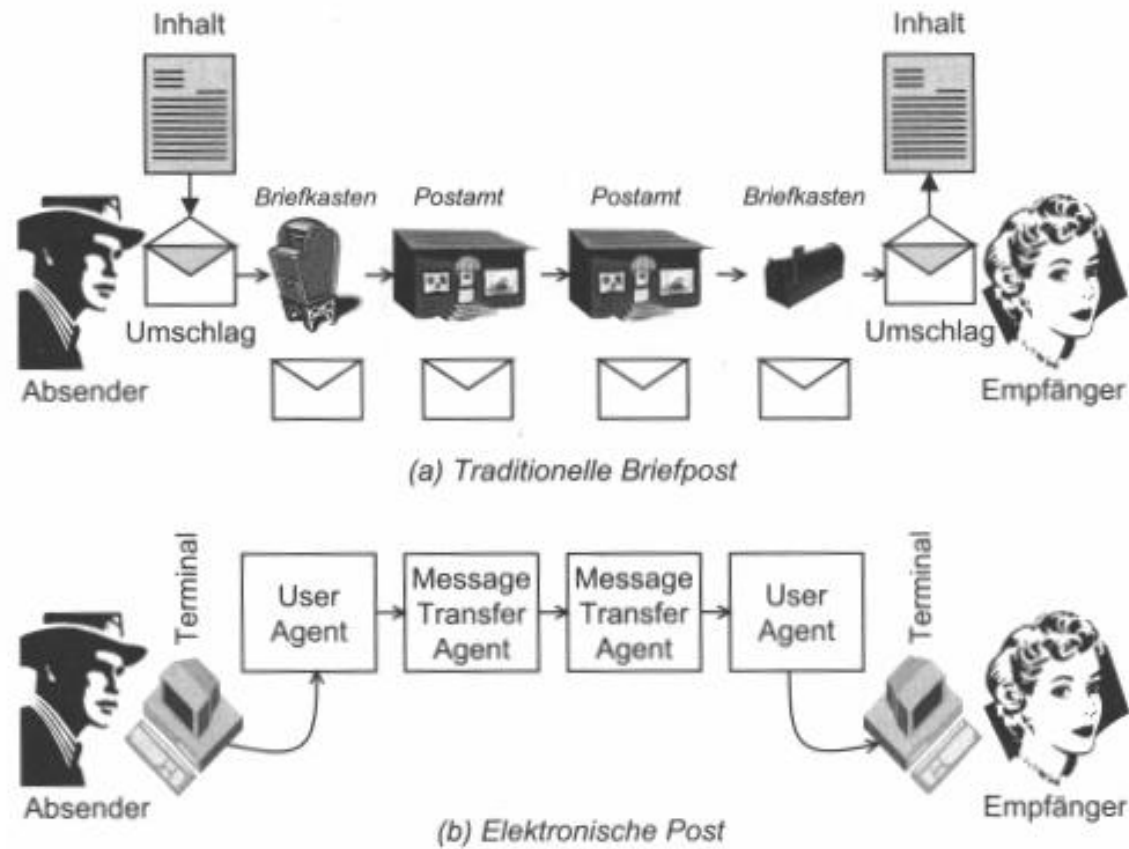 Inhalt
Inhalt
Briefkasten
Postamt
Postamt
Briefkasten
Umschlag
Umschlag
Absender
Empfänger
(a) Traditionelle Briefpost
Terminal
User
Agent
Message
Transfer
Agent
Message
Transfer
Agent
User
Agent
Terminal
Absender
Empfänger
(b) Elektronische Post